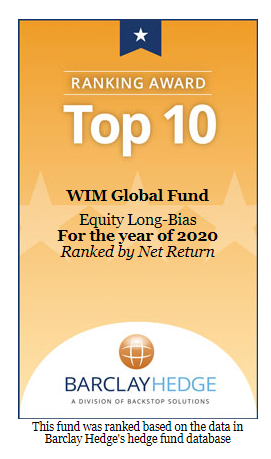 RANKING AWARD
Top 10
WIM Global Fund
Equity Long-Bias
For the year of 2020
Ranked by Net Return
BARCLAYHEDGE
A DIVISION OF BACKSTOP SOLUTIONS
This fund was ranked based on the data in
Barclay Hedge's hedge fund database